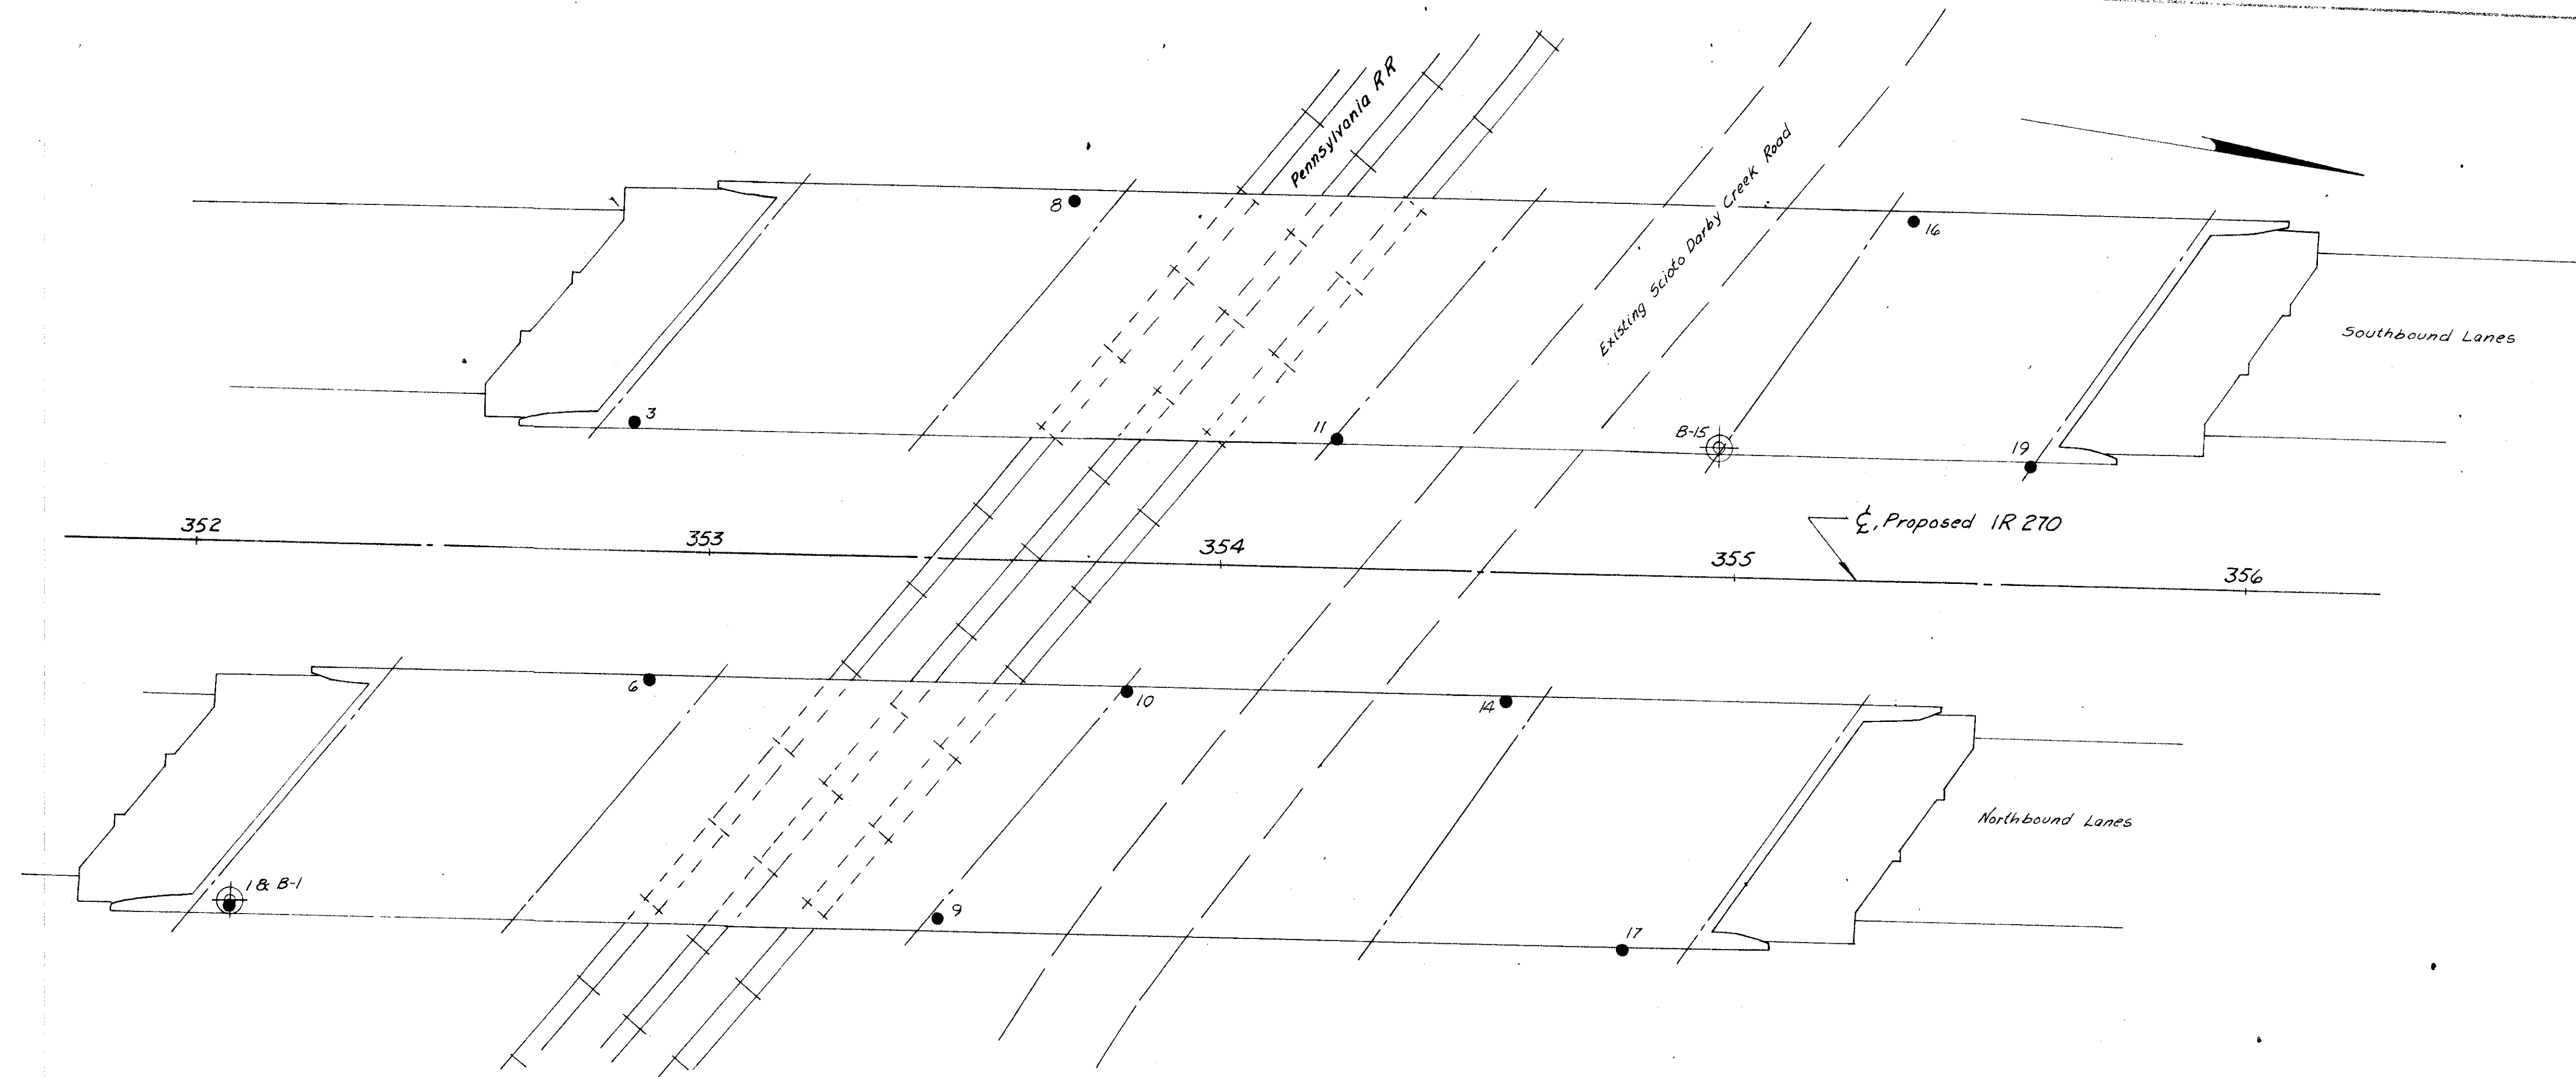 Pennsylvania RR
Existing Scioto Darby Creek Road
8
16
Southbound Lanes
3
11
B-15
19
352
353
354
355
356
℄, Proposed IR 270
6
10
14
Northbound Lanes
1 & B-1
9
17